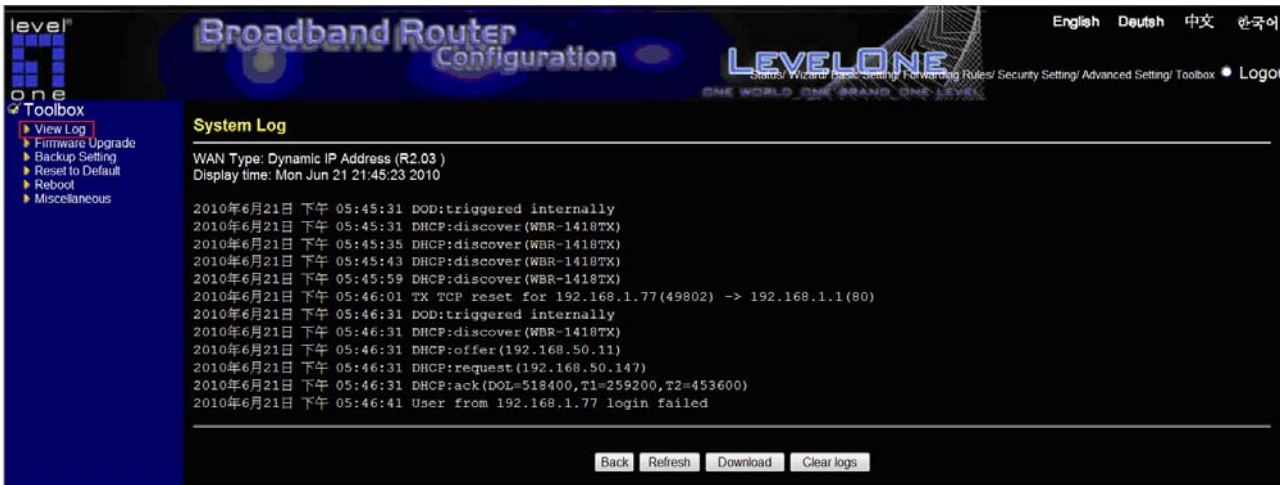 level
one
Broadband Router
Configuration
LEVELONE
ONE WORLD ONE BRAND ONE LEVEL
English Deutsh 中文 한국어
Status/ Wizard/ Basic Setting/ Forwarding Rules/ Security Setting/ Advanced Setting/ Toolbox Logou
Toolbox
View Log
Firmware Upgrade
Backup Setting
Reset to Default
Reboot
Miscellaneous
System Log
WAN Type: Dynamic IP Address (R2.03 )
Display time: Mon Jun 21 21:45:23 2010
2010年6月21日 下午 05:45:31 DOD:triggered internally
2010年6月21日 下午 05:45:31 DHCP:discover(WBR-1418TX)
2010年6月21日 下午 05:45:35 DHCP:discover(WBR-1418TX)
2010年6月21日 下午 05:45:43 DHCP:discover(WBR-1418TX)
2010年6月21日 下午 05:45:59 DHCP:discover(WBR-1418TX)
2010年6月21日 下午 05:46:01 TX TCP reset for 192.168.1.77(49802) -> 192.168.1.1(80)
2010年6月21日 下午 05:46:31 DOD:triggered internally
2010年6月21日 下午 05:46:31 DHCP:discover(WBR-1418TX)
2010年6月21日 下午 05:46:31 DHCP:offer(192.168.50.11)
2010年6月21日 下午 05:46:31 DHCP:request(192.168.50.147)
2010年6月21日 下午 05:46:31 DHCP:ack(DOL=518400,T1=259200,T2=453600)
2010年6月21日 下午 05:46:41 User from 192.168.1.77 login failed
Back Refresh Download Clear logs